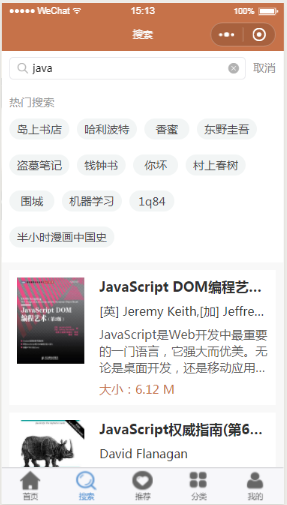 WeChat 15:13 100%
搜索
java 取消
热门搜索
岛上书店 哈利波特 香蜜 东野圭吾
盗墓笔记 钱钟书 你坏 村上春树
围城 机器学习 1q84
半小时漫画中国史
JavaScript DOM编程艺...
[英] Jeremy Keith,[加] Jeffre...
JavaScript是Web开发中最重要
的一门语言，它强大而优美。无
论是桌面开发，还是移动应用...
大小：6.12 M
JavaScript DOM
编程艺术
JavaScript权威指南(第6...
David Flanagan
首页 搜索 推荐 分类 我的